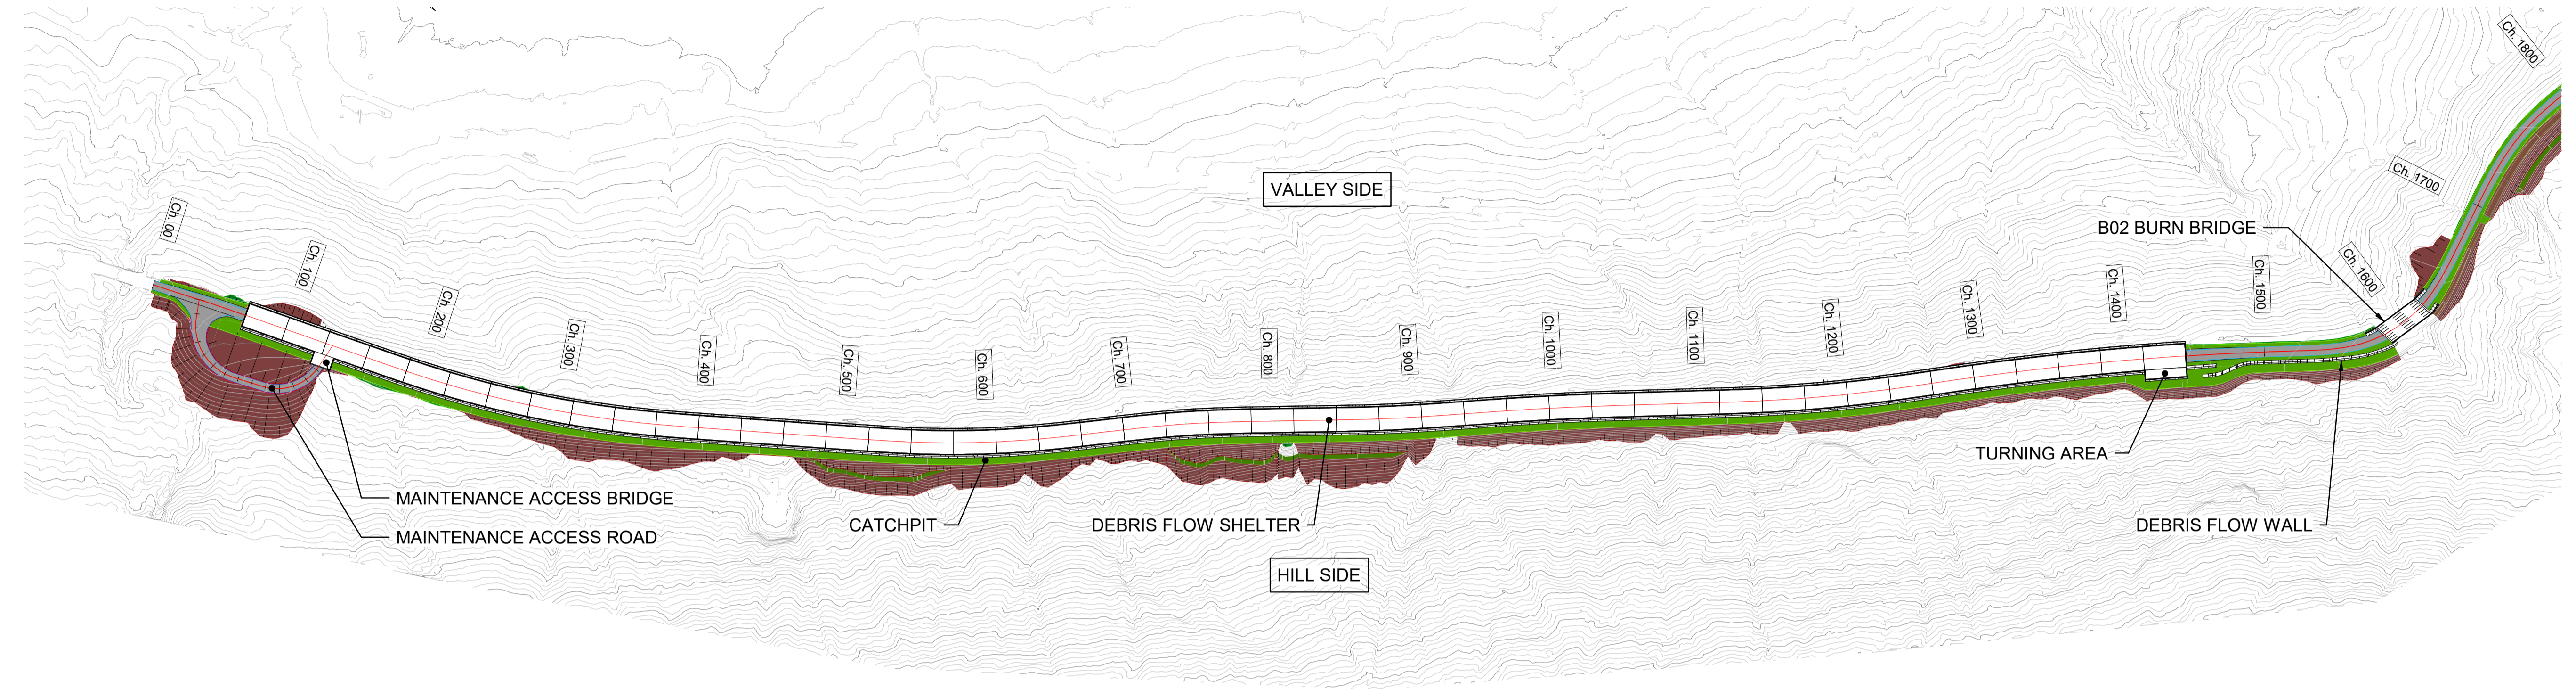 Ch. 1800
VALLEY SIDE
Ch. 1700
Ch. 00
B02 BURN BRIDGE
Ch. 100
Ch. 1600
Ch. 1500
Ch. 1400
Ch. 200
Ch. 1300
Ch. 1200
Ch. 1100
Ch. 1000
Ch. 300
Ch. 900
Ch. 800
Ch. 400
Ch. 700
Ch. 500
Ch. 600
TURNING AREA
MAINTENANCE ACCESS BRIDGE
CATCHPIT
DEBRIS FLOW SHELTER
DEBRIS FLOW WALL
MAINTENANCE ACCESS ROAD
HILL SIDE